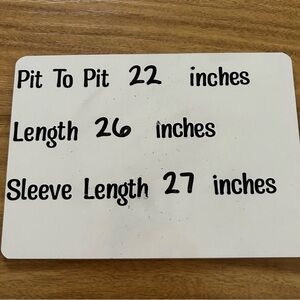 Pit To Pit 22 inches
Length 26 inches
Sleeve Length 27 inches